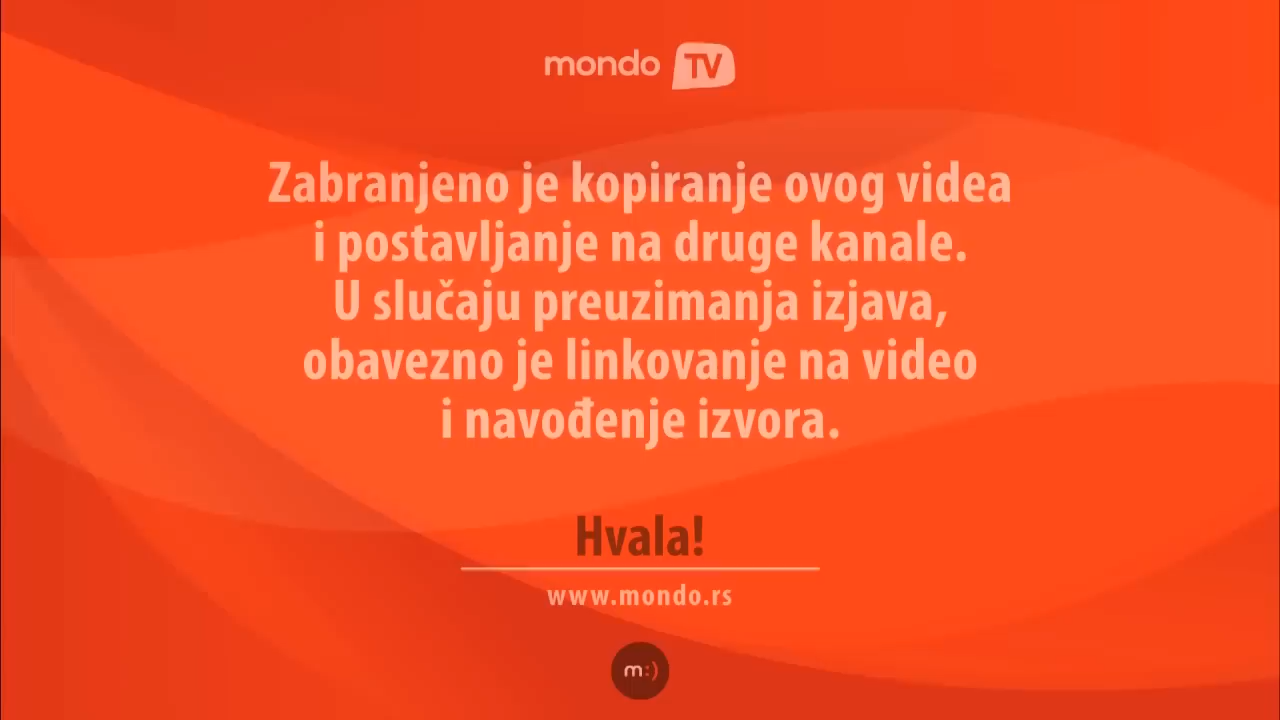 mondo TV
Zabranjeno je kopiranje ovog videa
i postavljanje na druge kanale.
U slučaju preuzimanja izjava,
obavezno je linkovanje na video
i navođenje izvora.
Hvala!
www.mondo.rs
m:)